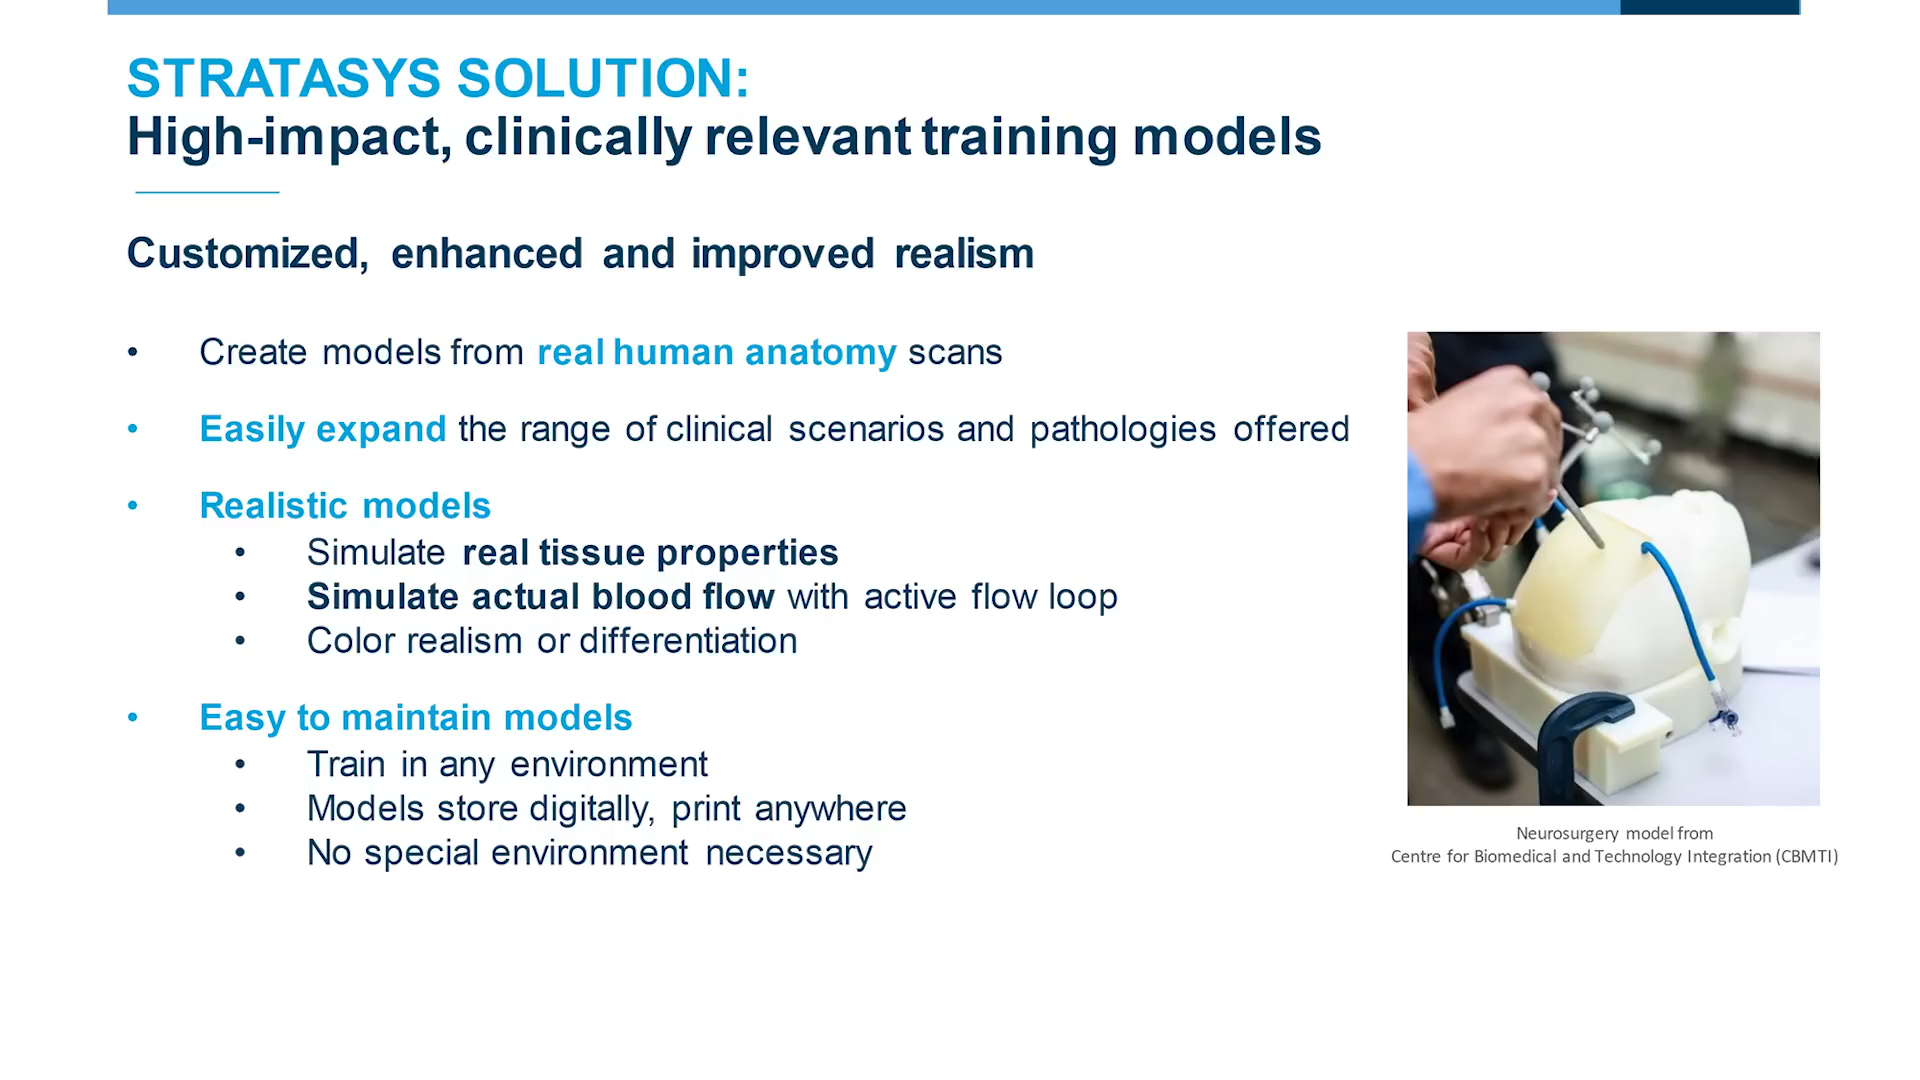 STRATASYS SOLUTION:
High-impact, clinically relevant training models
Customized, enhanced and improved realism
• Create models from real human anatomy scans
• Easily expand the range of clinical scenarios and pathologies offered
• Realistic models
• Simulate real tissue properties
• Simulate actual blood flow with active flow loop
• Color realism or differentiation
• Easy to maintain models
• Train in any environment
• Models store digitally, print anywhere
• No special environment necessary
Neurosurgery model from
Centre for Biomedical and Technology Integration (CBMTI)